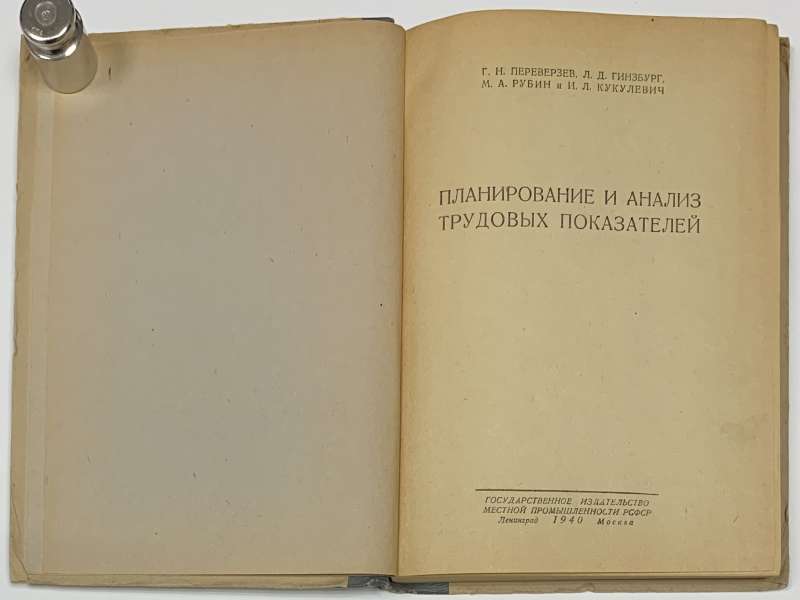 Г. Н. ПЕРЕВЕРЗЕВ, Л. Д. ГИНЗБУРГ,
М. А. РУБИН и И. Л. КУКУЛЕВИЧ
ПЛАНИРОВАНИЕ И АНАЛИЗ
ТРУДОВЫХ ПОКАЗАТЕЛЕЙ
ГОСУДАРСТВЕННОЕ ИЗДАТЕЛЬСТВО
МЕСТНОЙ ПРОМЫШЛЕННОСТИ РСФСР
Ленинград 1940 Москва